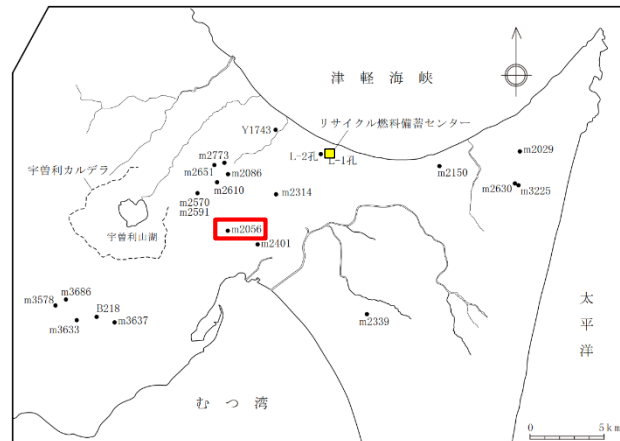 津軽海峡
Y1743
リサイクル燃料備蓄センター
L-2孔
L-1孔
宇曽利カルデラ
m2773
m2651
m2086
m2610
m2570
m2591
m2314
m2150
m2029
m2630
m3225
宇曽利山湖
m2056
m2401
m3686
m3578
B218
m3633
m3637
m2339
太平洋
むつ湾
0
5km